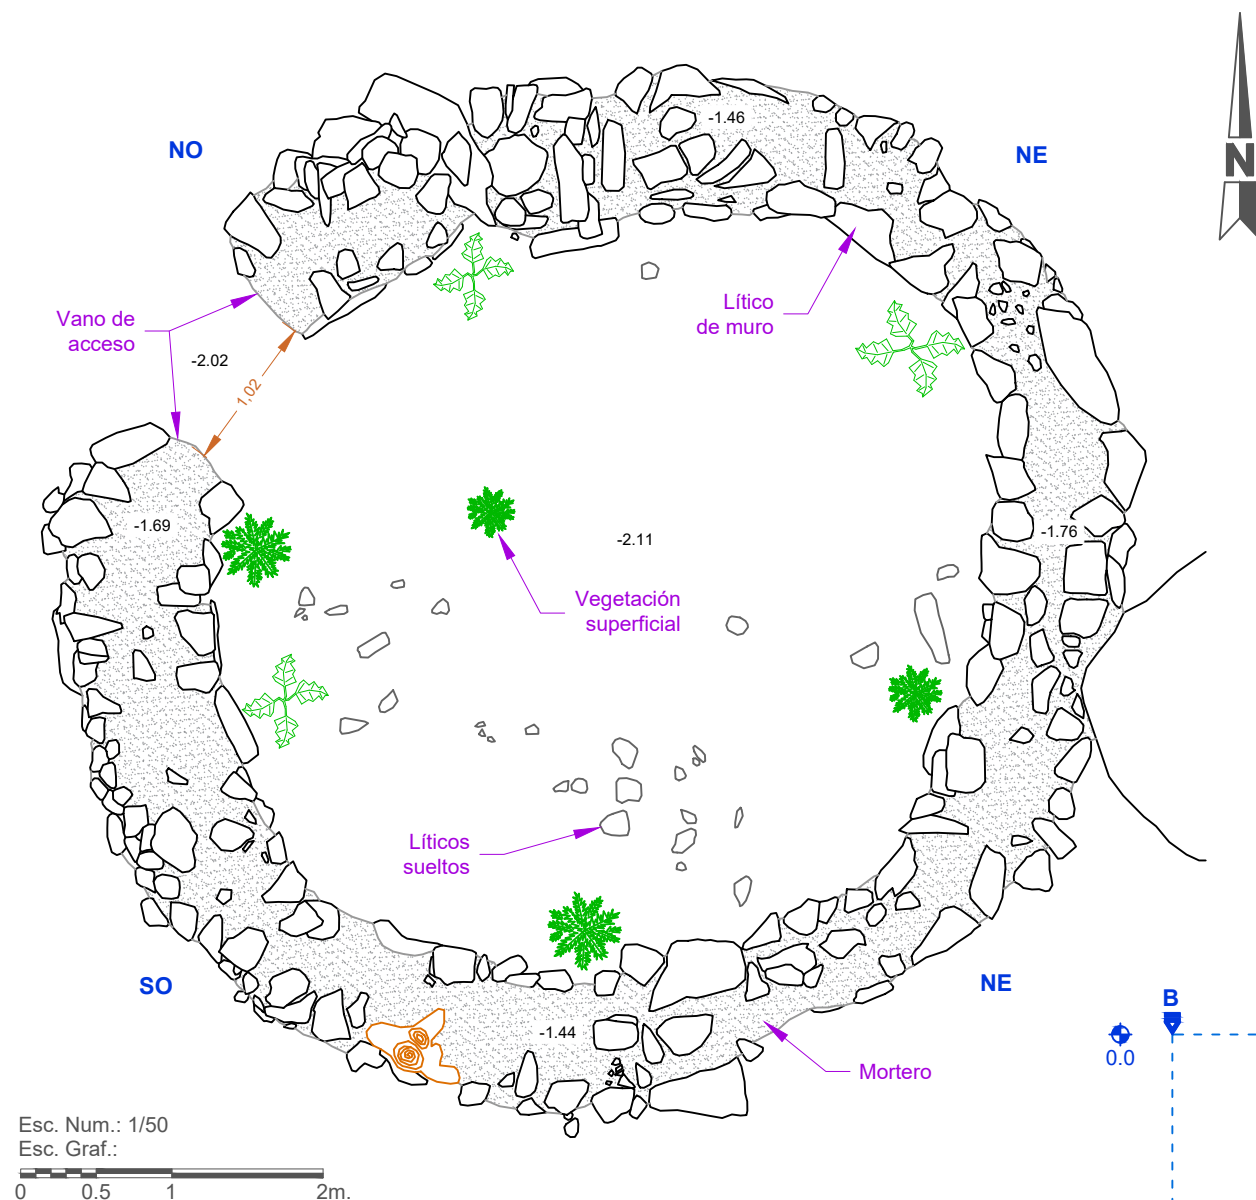 NO
-1.46
NE
N
Lítico
de muro
Vano de
acceso
-2.02
1,02
-1.69
-2.11
-1.76
Vegetación
superficial
Líticos
sueltos
SO
NE
B
-1.44
0.0
Mortero
Esc. Num.: 1/50
Esc. Graf.:
0 0.5 1 2m.